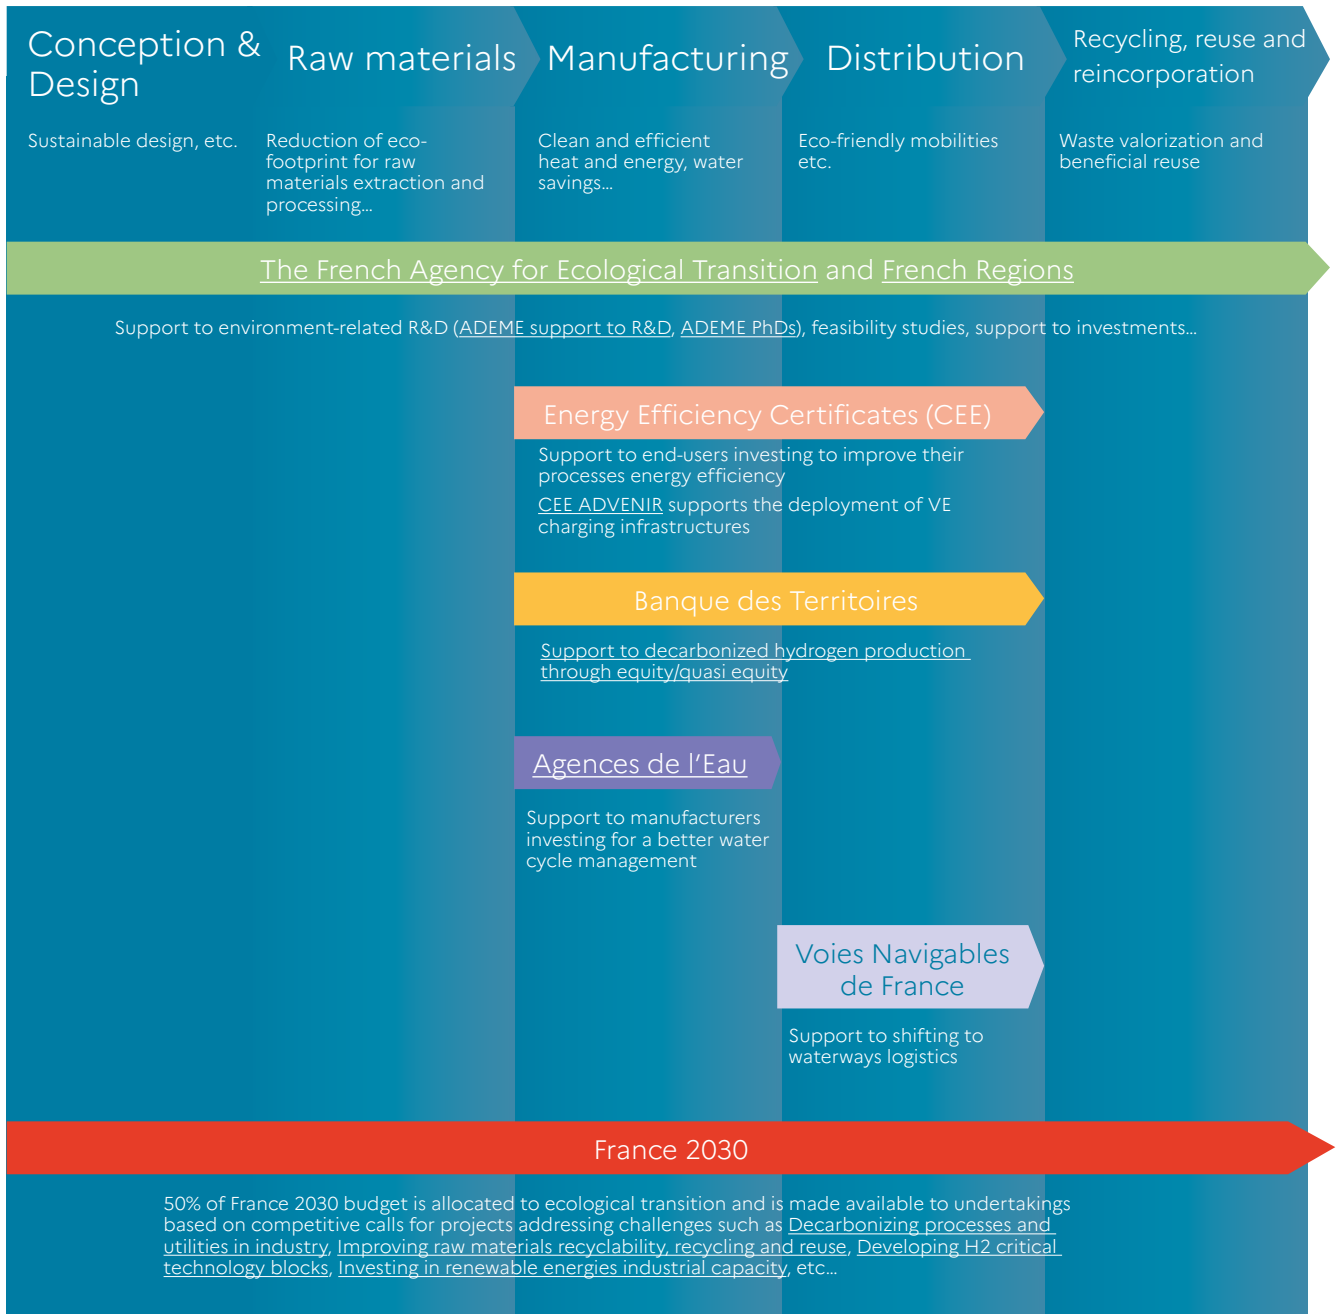 Conception &
Design
Raw materials
Manufacturing
Distribution
Recycling, reuse and
reincorporation
Sustainable design, etc.
Reduction of eco-
footprint for raw
materials extraction and
processing...
Clean and efficient
heat and energy, water
savings...
Eco-friendly mobilities
etc.
Waste valorization and
beneficial reuse
The French Agency for Ecological Transition and French Regions
Support to environment-related R&D (ADEME support to R&D, ADEME PhDs), feasibility studies, support to investments...
Energy Efficiency Certificates (CEE)
Support to end-users investing to improve their
processes energy efficiency
CEE ADVENIR supports the deployment of VE
charging infrastructures
Banque des Territoires
Support to decarbonized hydrogen production
through equity/quasi equity
Agences de l'Eau
Support to manufacturers
investing for a better water
cycle management
Voies Navigables
de France
Support to shifting to
waterways logistics
France 2030
50% of France 2030 budget is allocated to ecological transition and is made available to undertakings
based on competitive calls for projects addressing challenges such as Decarbonizing processes and
utilities in industry, Improving raw materials recyclability, recycling and reuse, Developing H2 critical
technology blocks, Investing in renewable energies industrial capacity, etc...